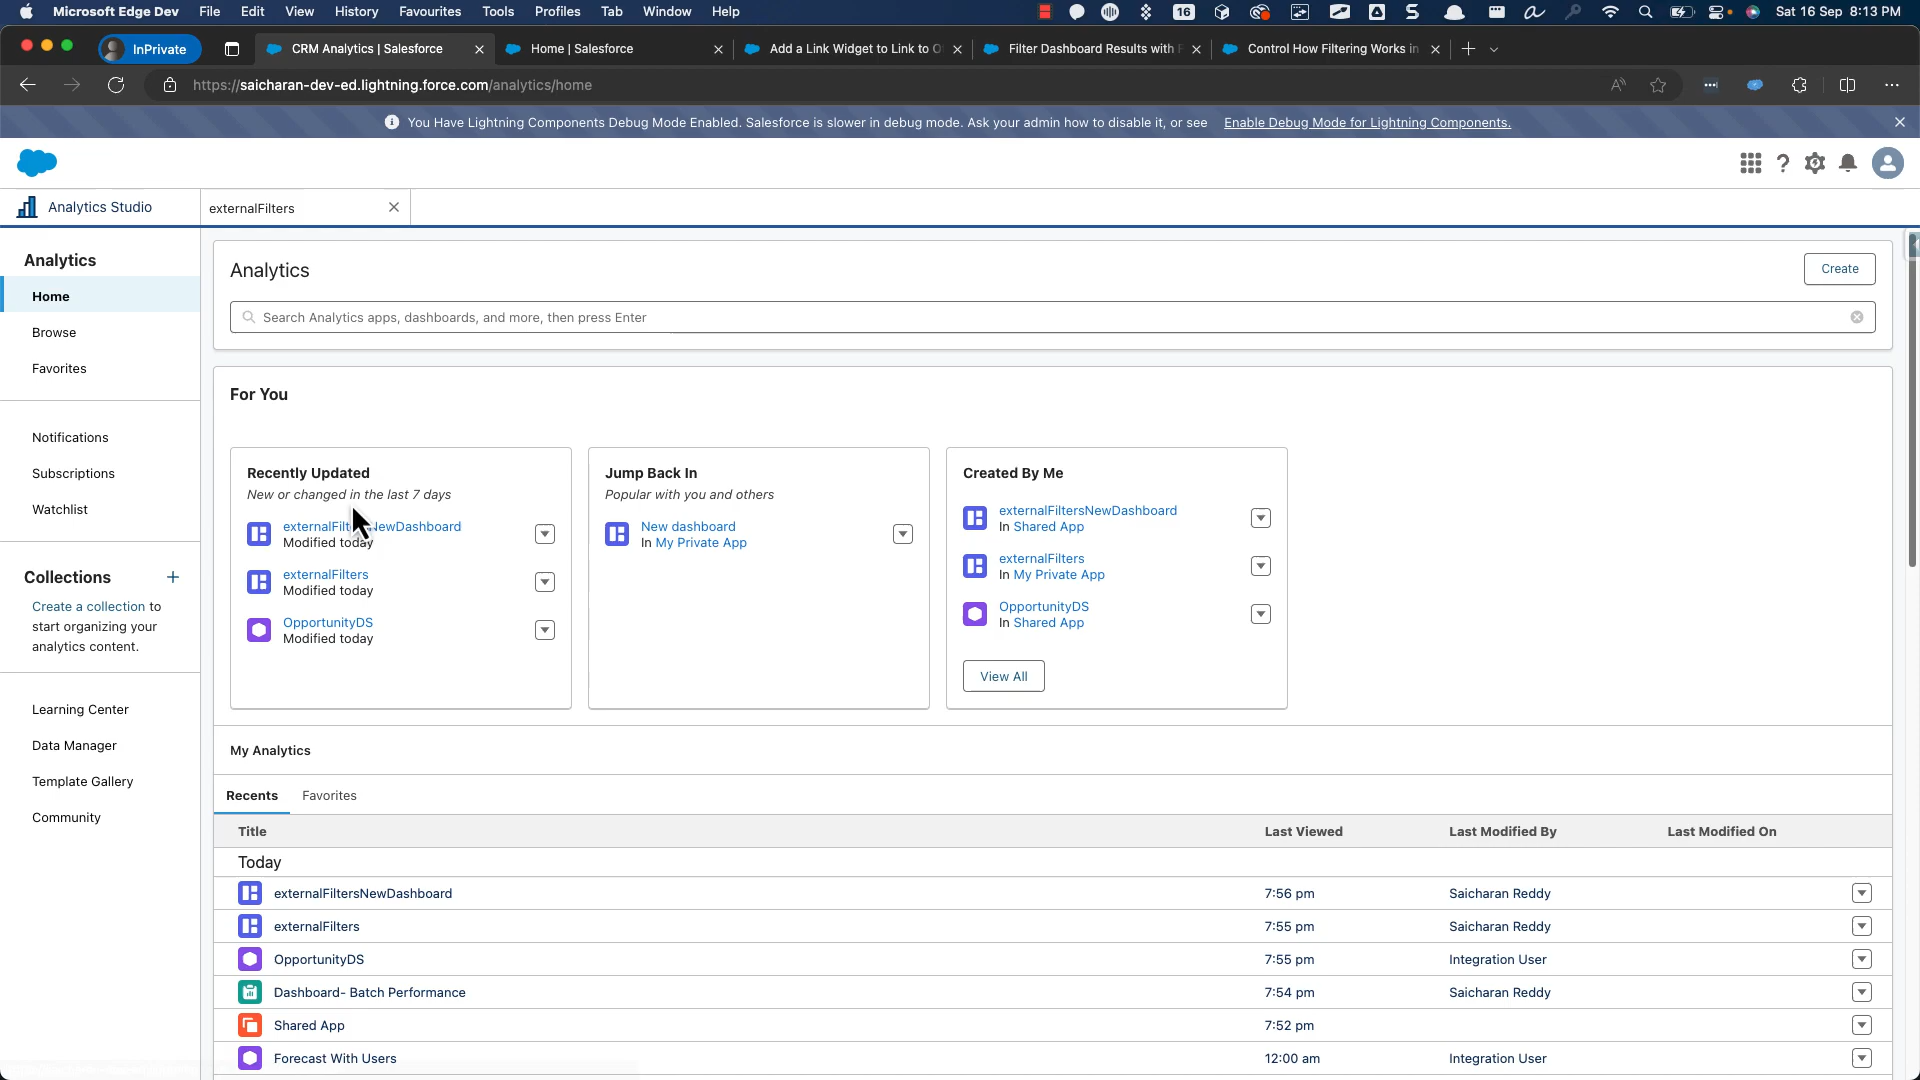 Microsoft Edge Dev File Edit View History Favourites Tools Profiles Tab Window Help 16 Sat 16 Sep 8:13 PM
InPrivate CRM Analytics | Salesforce Home | Salesforce Add a Link Widget to Link to Filter Dashboard Results with Control How Filtering Works in
https://saicharan-dev-ed.lightning.force.com/analytics/home
You Have Lightning Components Debug Mode Enabled. Salesforce is slower in debug mode. Ask your admin how to disable it, or see Enable Debug Mode for Lightning Components.
Analytics Studio externalFilters
Analytics
Home
Browse
Favorites
Notifications
Subscriptions
Watchlist
Collections +
Create a collection to
start organizing your
analytics content.
Learning Center
Data Manager
Template Gallery
Community
Analytics
Create
Search Analytics apps, dashboards, and more, then press Enter
For You
Recently Updated
New or changed in the last 7 days
Modified today
externalFilters
Modified today
OpportunityDS
Modified today
Jump Back In
Popular with you and others
New dashboard
In My Private App
Created By Me
externalFiltersNewDashboard
In Shared App
externalFilters
In My Private App
OpportunityDS
In Shared App
View All
My Analytics
Recents Favorites
Title Last Viewed Last Modified By Last Modified On
Today
externalFiltersNewDashboard 7:56 pm Saicharan Reddy
externalFilters 7:55 pm Saicharan Reddy
OpportunityDS 7:55 pm Integration User
Dashboard- Batch Performance 7:54 pm Saicharan Reddy
Shared App 7:52 pm
Forecast With Users 12:00 am Integration User